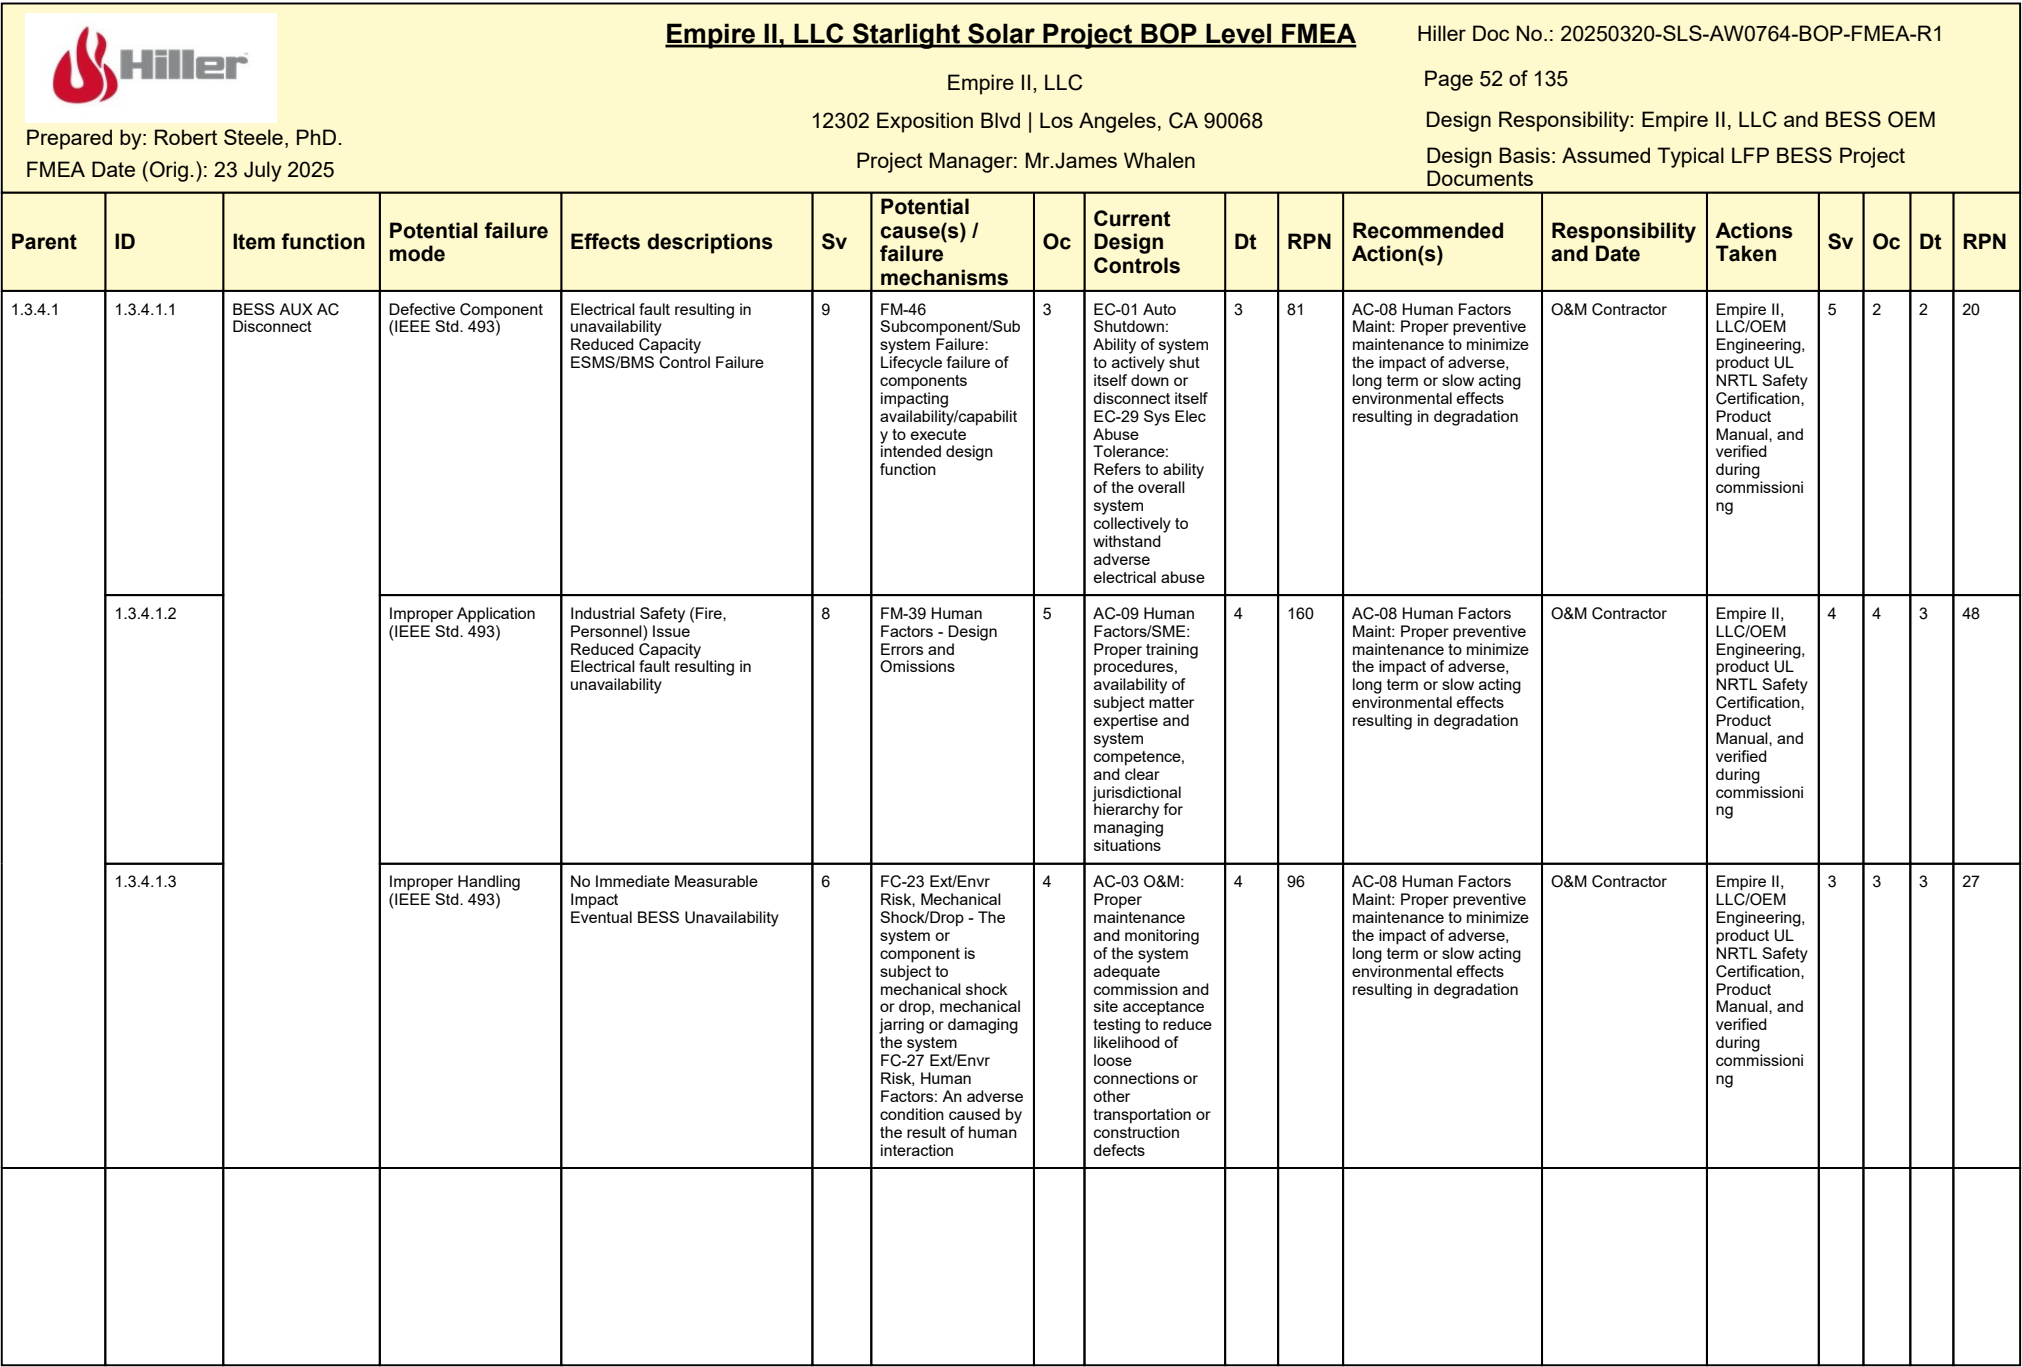 Hiller
Prepared by: Robert Steele, PhD.
FMEA Date (Orig.): 23 July 2025
Empire II, LLC Starlight Solar Project BOP Level FMEA
Empire II, LLC
12302 Exposition Blvd | Los Angeles, CA 90068
Project Manager: Mr.James Whalen
Hiller Doc No.: 20250320-SLS-AW0764-BOP-FMEA-R1
Page 52 of 135
Design Responsibility: Empire II, LLC and BESS OEM
Design Basis: Assumed Typical LFP BESS Project
Documents
Parent
ID
Item function
Potential failure
mode
Effects descriptions
Sv
Potential
cause(s) /
failure
mechanisms
Oc
Current
Design
Controls
Dt
RPN
Recommended
Action(s)
Responsibility
and Date
Actions
Taken
Sv
Oc
Dt
RPN
1.3.4.1
1.3.4.1.1
BESS AUX AC
Disconnect
Defective Component
(IEEE Std. 493)
Electrical fault resulting in
unavailability
Reduced Capacity
ESMS/BMS Control Failure
9
FM-46
Subcomponent/Sub
system Failure:
Lifecycle failure of
components
impacting
availability/capabilit
y to execute
intended design
function
3
EC-01 Auto
Shutdown:
Ability of system
to actively shut
itself down or
disconnect itself
EC-29 Sys Elec
Abuse
Tolerance:
Refers to ability
of the overall
system
collectively to
withstand
adverse
electrical abuse
3
81
AC-08 Human Factors
Maint: Proper preventive
maintenance to minimize
the impact of adverse,
long term or slow acting
environmental effects
resulting in degradation
O&M Contractor
Empire II,
LLC/OEM
Engineering,
product UL
NRTL Safety
Certification,
Product
Manual, and
verified
during
commissioni
ng
5
2
2
20
1.3.4.1.2
Improper Application
(IEEE Std. 493)
Industrial Safety (Fire,
Personnel) Issue
Reduced Capacity
Electrical fault resulting in
unavailability
8
FM-39 Human
Factors - Design
Errors and
Omissions
5
AC-09 Human
Factors/SME:
Proper training
procedures,
availability of
subject matter
expertise and
system
competence,
and clear
jurisdictional
hierarchy for
managing
situations
4
160
AC-08 Human Factors
Maint: Proper preventive
maintenance to minimize
the impact of adverse,
long term or slow acting
environmental effects
resulting in degradation
O&M Contractor
Empire II,
LLC/OEM
Engineering,
product UL
NRTL Safety
Certification,
Product
Manual, and
verified
during
commissioni
ng
4
4
3
48
1.3.4.1.3
Improper Handling
(IEEE Std. 493)
No Immediate Measurable
Impact
Eventual BESS Unavailability
6
FC-23 Ext/Envr
Risk, Mechanical
Shock/Drop - The
system or
component is
subject to
mechanical shock
or drop, mechanical
jarring or damaging
the system
FC-27 Ext/Envr
Risk, Human
Factors: An adverse
condition caused by
the result of human
interaction
4
AC-03 O&M:
Proper
maintenance
and monitoring
of the system
adequate
commission and
site acceptance
testing to reduce
likelihood of
loose
connections or
other
transportation or
construction
defects
4
96
AC-08 Human Factors
Maint: Proper preventive
maintenance to minimize
the impact of adverse,
long term or slow acting
environmental effects
resulting in degradation
O&M Contractor
Empire II,
LLC/OEM
Engineering,
product UL
NRTL Safety
Certification,
Product
Manual, and
verified
during
commissioni
ng
3
3
3
27